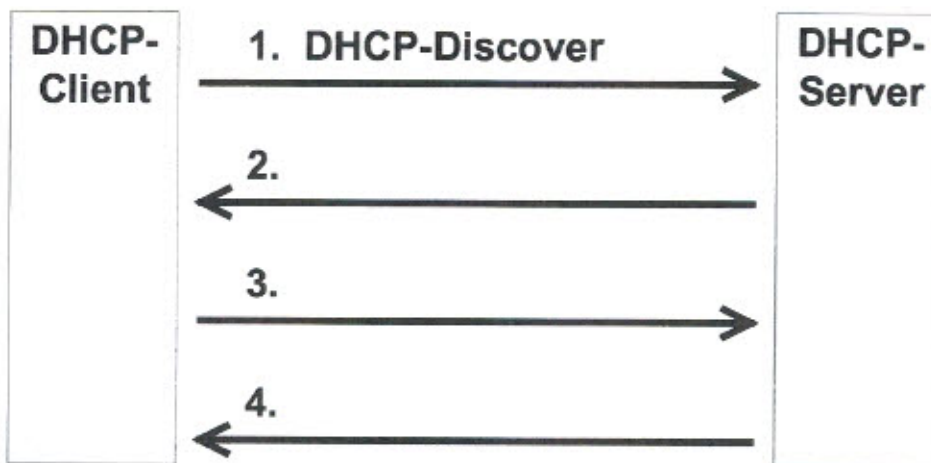 DHCP-
Client
1. DHCP-Discover
DHCP-
Server
2.
3.
4.